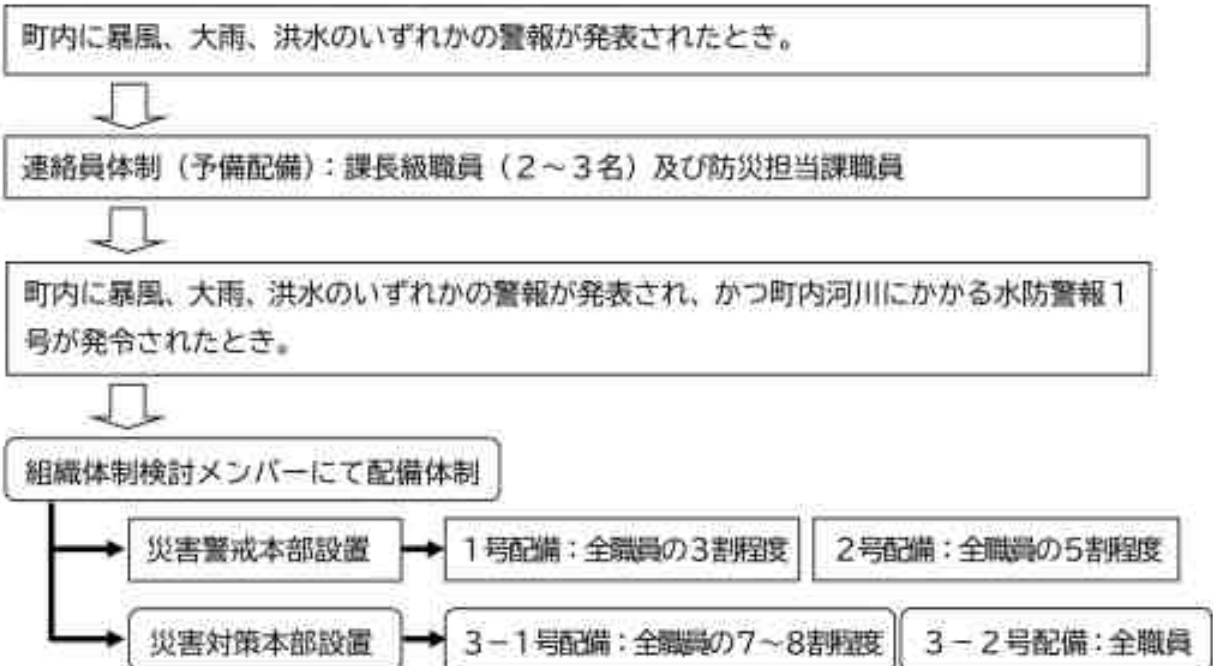 町内に暴風、大雨、洪水のいずれかの警報が発表されたとき。
連絡員体制（予備配備）：課長級職員（２～３名）及び防災担当課職員
町内に暴風、大雨、洪水のいずれかの警報が発表され、かつ町内河川にかかる水防警報１
号が発令されたとき。
組織体制検討メンバーにて配備体制
災害警戒本部設置
１号配備：全職員の３割程度
２号配備：全職員の５割程度
災害対策本部設置
３－１号配備：全職員の７～８割程度
３－２号配備：全職員